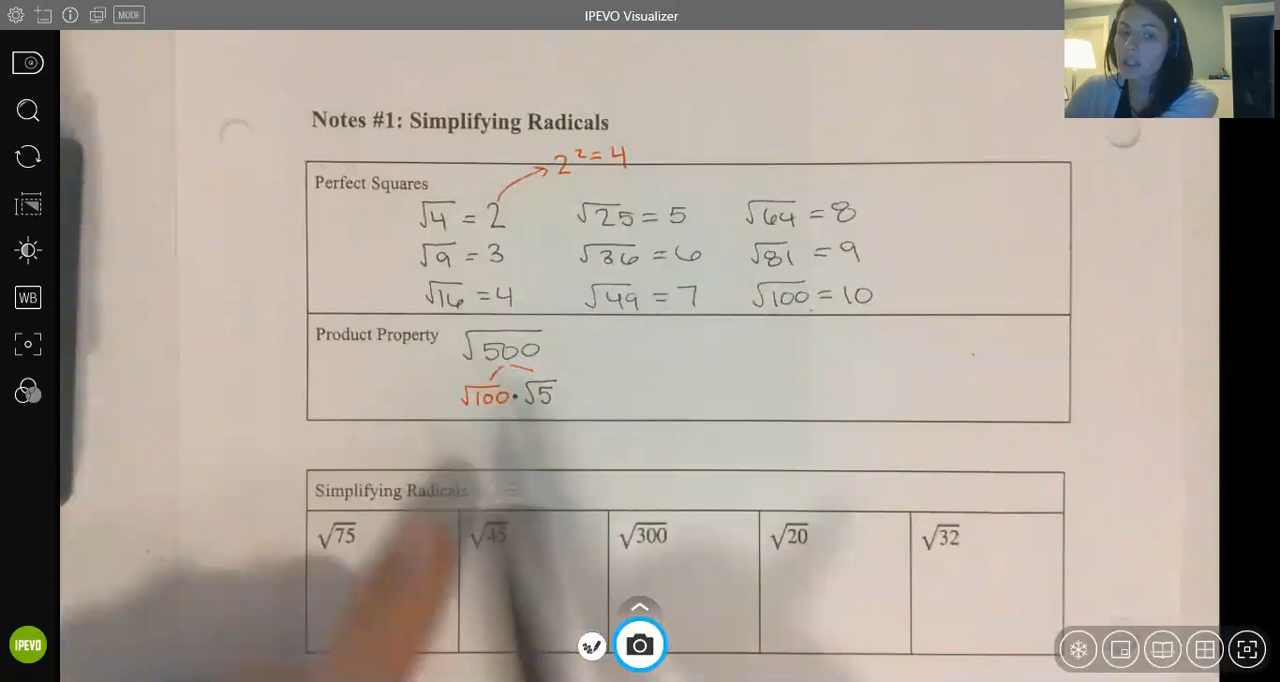 IPEVO Visualizer
MODE
Notes #1: Simplifying Radicals
2² = 4
Perfect Squares
√4 = 2 √25 = 5 √64 = 8
√9 = 3 √36 = 6 √81 = 9
√16 = 4 √49 = 7 √100 = 10
Product Property √500
√100 · √5
Simplifying Radicals
√75 √45 √300 √20 √32
WB
IPEVO